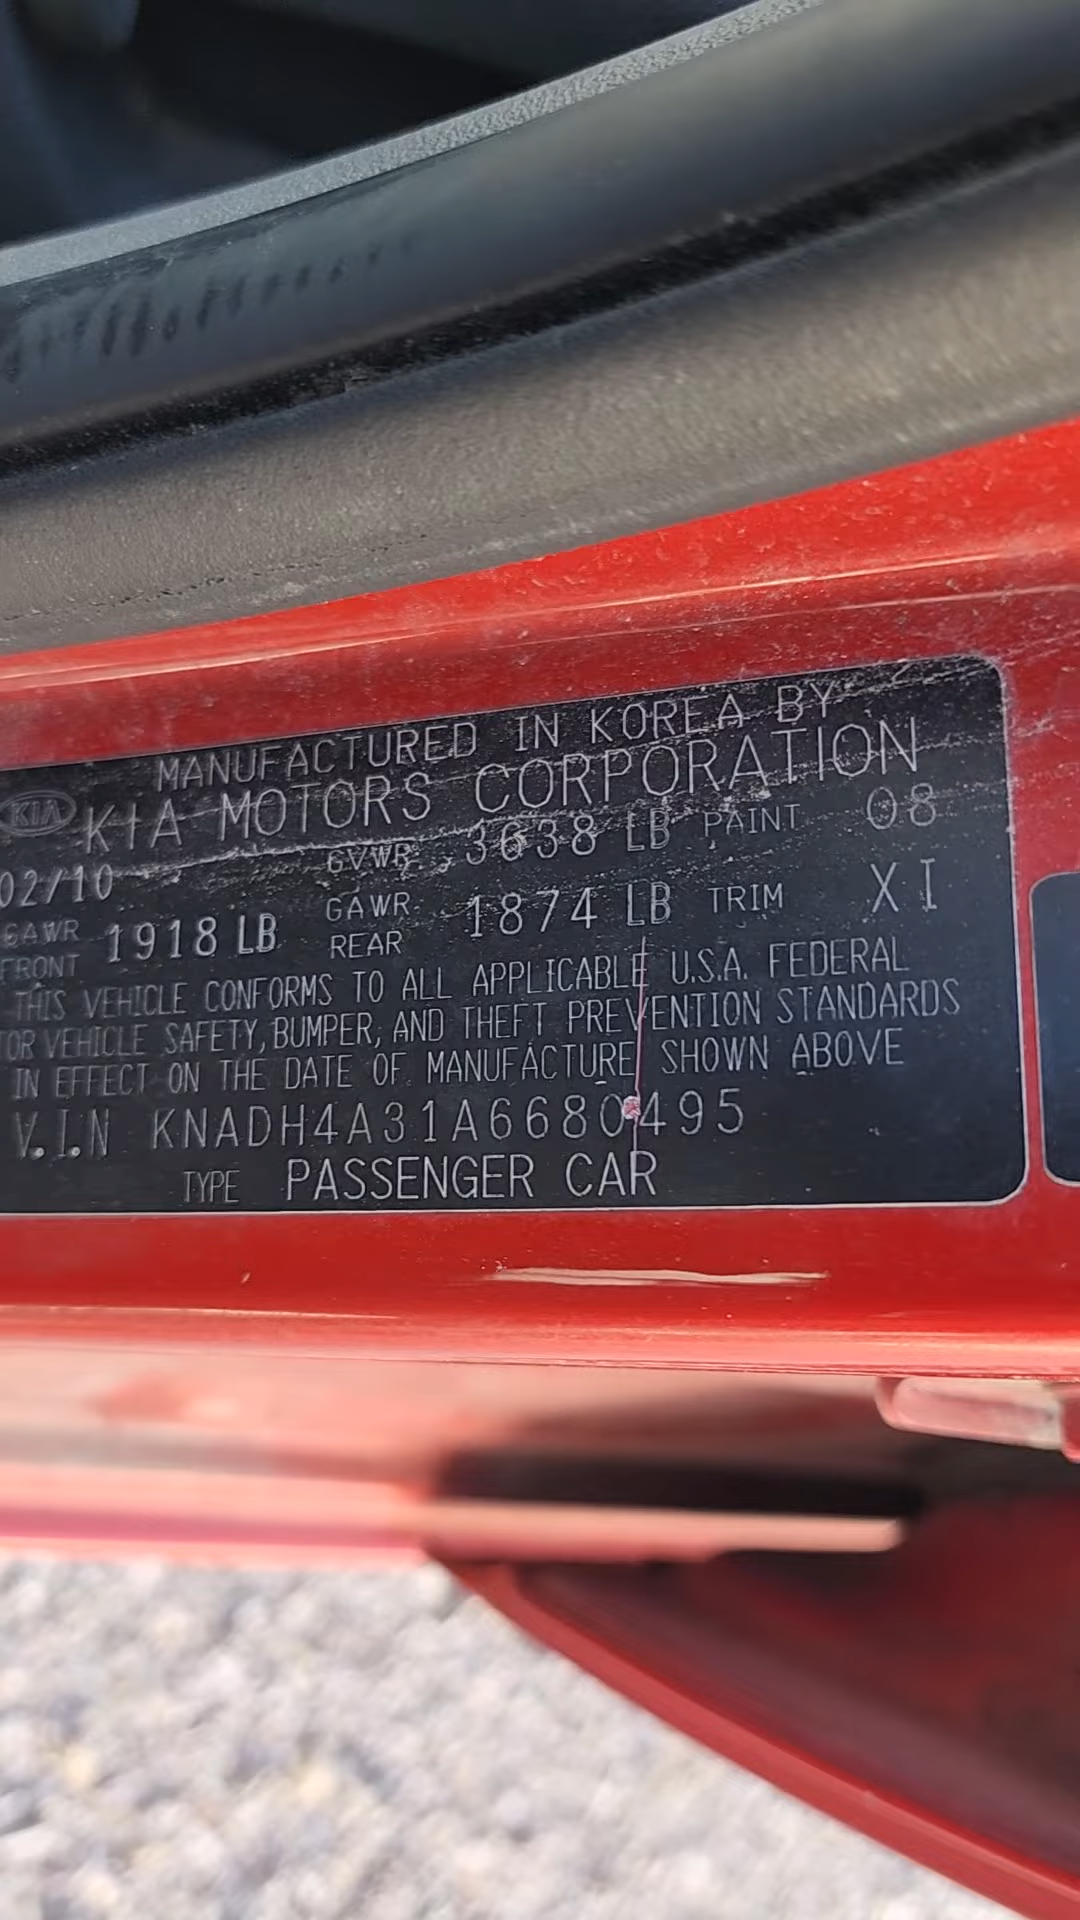 MANUFACTURED IN KOREA BY
KIA KIA MOTORS CORPORATION
02/10 GVWR 3638 LB PAINT 08
GAWR FRONT 1918 LB GAWR REAR 1874 LB TRIM XI
THIS VEHICLE CONFORMS TO ALL APPLICABLE U.S.A. FEDERAL
TOR VEHICLE SAFETY, BUMPER, AND THEFT PREVENTION STANDARDS
IN EFFECT ON THE DATE OF MANUFACTURE SHOWN ABOVE
V.I.N KNADH4A31A6680495
TYPE PASSENGER CAR